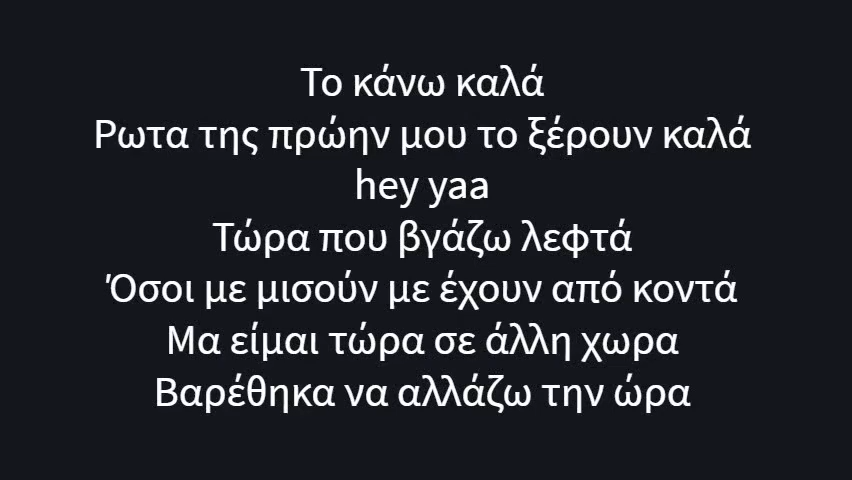 Το κάνω καλά
Ρωτα της πρώην μου το ξέρουν καλά
hey yaa
Τώρα που βγάζω λεφτά
Όσοι με μισούν με έχουν από κοντά
Μα είμαι τώρα σε άλλη χωρα
Βαρέθηκα να αλλάζω την ώρα